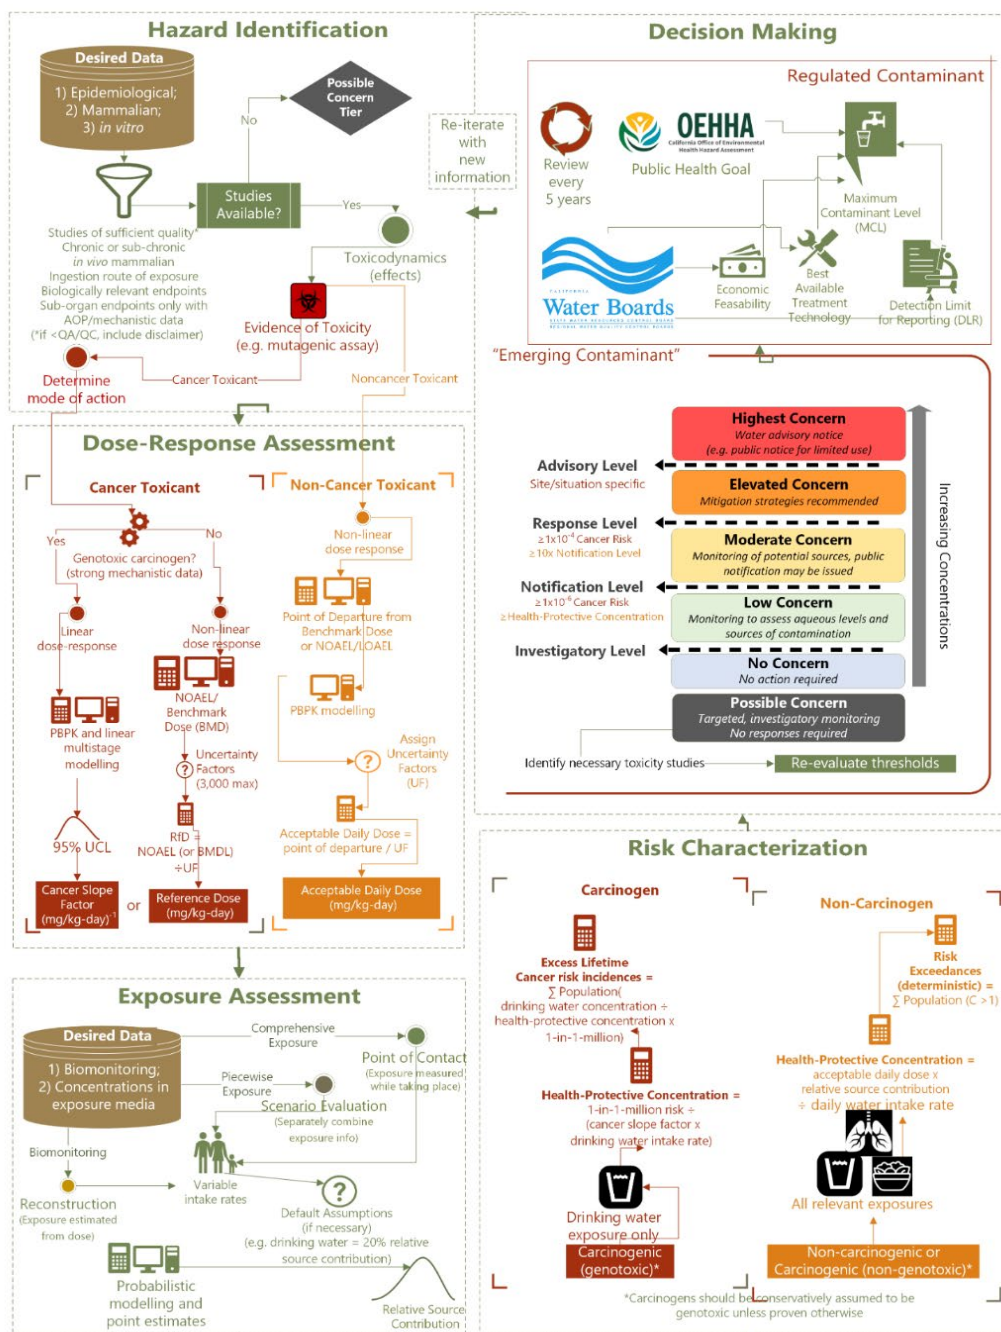 Hazard Identification
Desired Data
1) Epidemiological;
2) Mammalian;
3) in vitro
No
Possible
Concern
Tier
Studies
Available?
Yes
Studies of sufficient quality*
Chronic or sub-chronic
in vivo mammalian
Ingestion route of exposure
Biologically relevant endpoints
Sub-organ endpoints only with
AOP/mechanistic data
(*if <QA/QC, include disclaimer)
Toxicodynamics
(effects)
Evidence of Toxicity
(e.g. mutagenic assay)
Cancer Toxicant
Noncancer Toxicant
Determine
mode of action
Re-iterate
with
new
information
Decision Making
Regulated Contaminant
Review
every
5 years
OEHHA
California Office of Environmental
Health Hazard Assessment
Public Health Goal
Maximum
Contaminant Level
(MCL)
CALIFORNIA
Water Boards
STATE WATER RESOURCES CONTROL BOARD
REGIONAL WATER QUALITY CONTROL BOARDS
Economic
Feasability
Best
Available
Treatment
Technology
Detection Limit
for Reporting (DLR)
"Emerging Contaminant"
Highest Concern
Water advisory notice
(e.g. public notice for limited use)
Advisory Level
Site/situation specific
Elevated Concern
Mitigation strategies recommended
Response Level
≥1x10⁻⁴ Cancer Risk
≥10x Notification Level
Moderate Concern
Monitoring of potential sources, public
notification may be issued
Notification Level
≥1x10⁻⁶ Cancer Risk
≥Health-Protective Concentration
Low Concern
Monitoring to assess aqueous levels and
sources of contamination
Investigatory Level
No Concern
No action required
Possible Concern
Targeted, investigatory monitoring
No responses required
Increasing Concentrations
Identify necessary toxicity studies
Re-evaluate thresholds
Dose-Response Assessment
Cancer Toxicant
Yes
No
Genotoxic carcinogen?
(strong mechanistic data)
Linear
dose-response
Non-linear
dose response
PBPK and linear
multistage
modelling
NOAEL/
Benchmark
Dose (BMD)
?
Uncertainty
Factors
(3,000 max)
95% UCL
RfD =
NOAEL (or BMDL)
÷UF
Cancer Slope
Factor
(mg/kg-day)⁻¹
or
Reference Dose
(mg/kg-day)
Non-Cancer Toxicant
Non-linear
dose response
Point of Departure from
Benchmark Dose
or NOAEL/LOAEL
PBPK modelling
?
Assign
Uncertainty
Factors
(UF)
Acceptable Daily Dose =
point of departure / UF
Acceptable Daily Dose
(mg/kg-day)
Exposure Assessment
Desired Data
1) Biomonitoring;
2) Concentrations in
exposure media
Comprehensive
Exposure
Point of Contact
(Exposure measured
while taking place)
Piecewise
Exposure
Scenario Evaluation
(Separately combine
exposure info)
Biomonitoring
Reconstruction
(Exposure estimated
from dose)
Variable
intake rates
?
Default Assumptions
(if necessary)
(e.g. drinking water = 20% relative
source contribution)
Probabilistic
modelling and
point estimates
Relative Source
Contribution
Risk Characterization
Carcinogen
Excess Lifetime
Cancer risk incidences =
∑ Population(
drinking water concentration ÷
health-protective concentration x
1-in-1-million)
Health-Protective Concentration =
1-in-1-million risk ÷
(cancer slope factor x
drinking water intake rate)
Drinking water
exposure only
Carcinogenic
(genotoxic)*
Non-Carcinogen
Risk
Exceedances
(deterministic) =
∑ Population (C >1)
Health-Protective Concentration =
acceptable daily dose x
relative source contribution
÷ daily water intake rate
All relevant exposures
Non-carcinogenic or
Carcinogenic (non-genotoxic)*
*Carcinogens should be conservatively assumed to be
genotoxic unless proven otherwise